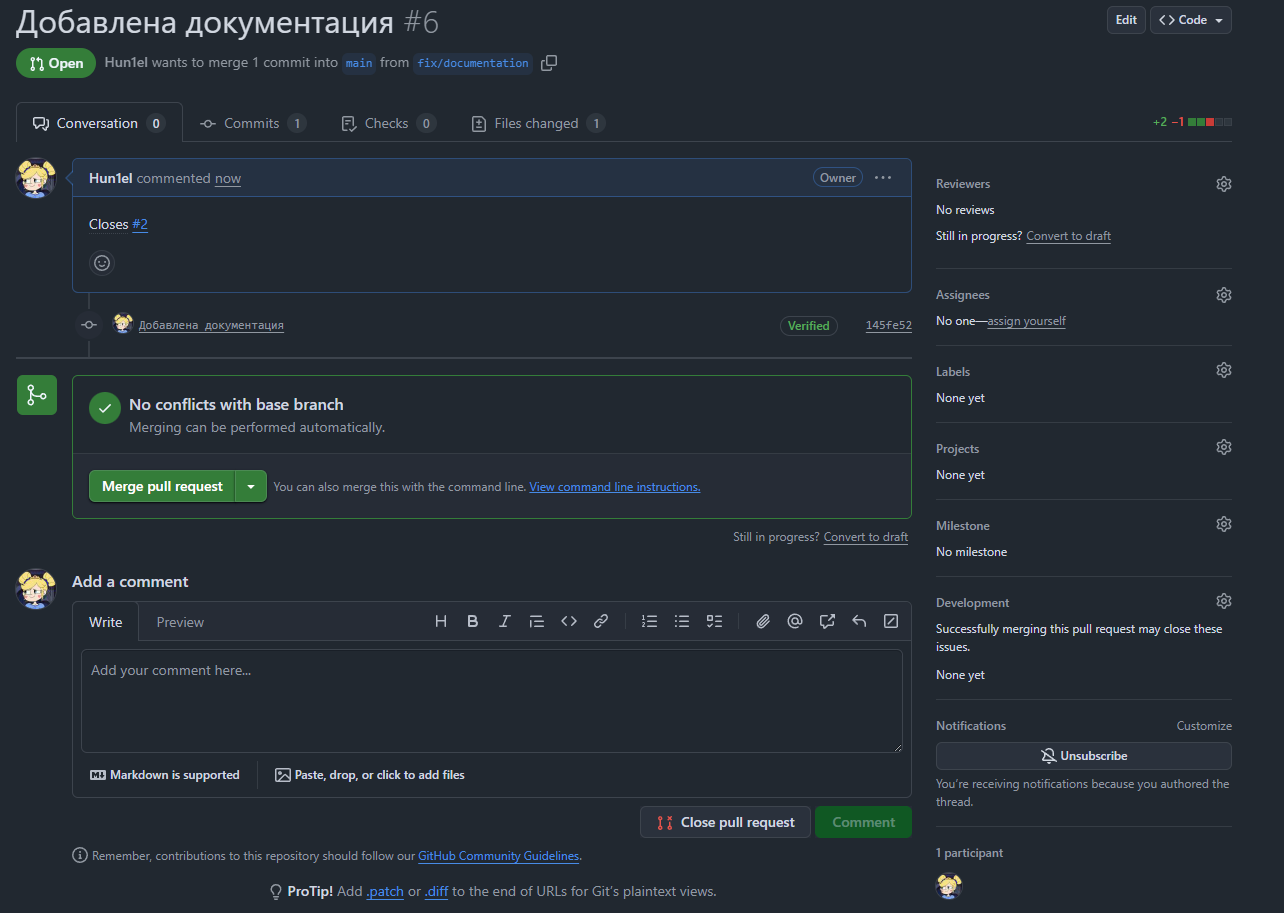 Добавлена документация #6
Edit
Code
Open
Hun1el wants to merge 1 commit into main from fix/documentation
Conversation 0
Commits 1
Checks 0
Files changed 1
+2 −1
Hun1el commented now
Owner
Closes #2
Добавлена документация
Verified
145fe52
No conflicts with base branch
Merging can be performed automatically.
Merge pull request
You can also merge this with the command line. View command line instructions.
Still in progress? Convert to draft
Add a comment
Write
Preview
Add your comment here...
Markdown is supported
Paste, drop, or click to add files
Close pull request
Comment
Remember, contributions to this repository should follow our GitHub Community Guidelines.
ProTip! Add .patch or .diff to the end of URLs for Git's plaintext views.
Reviewers
No reviews
Still in progress? Convert to draft
Assignees
No one—assign yourself
Labels
None yet
Projects
None yet
Milestone
No milestone
Development
Successfully merging this pull request may close these
issues.
None yet
Notifications
Customize
Unsubscribe
You're receiving notifications because you authored the
thread.
1 participant